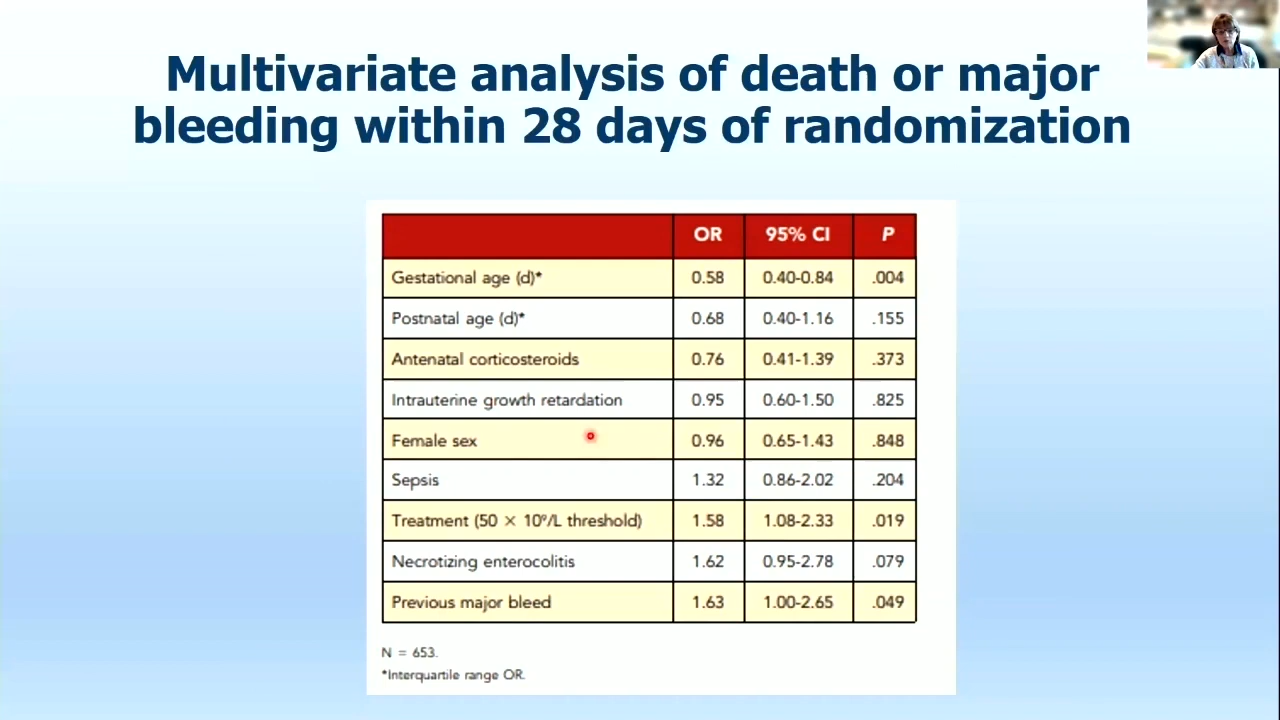 Multivariate analysis of death or major
bleeding within 28 days of randomization
OR 95% CI P
Gestational age (d)* 0.58 0.40-0.84 .004
Postnatal age (d)* 0.68 0.40-1.16 .155
Antenatal corticosteroids 0.76 0.41-1.39 .373
Intrauterine growth retardation 0.95 0.60-1.50 .825
Female sex 0.96 0.65-1.43 .848
Sepsis 1.32 0.86-2.02 .204
Treatment (50 × 10⁹/L threshold) 1.58 1.08-2.33 .019
Necrotizing enterocolitis 1.62 0.95-2.78 .079
Previous major bleed 1.63 1.00-2.65 .049
N = 653.
*Interquartile range OR.